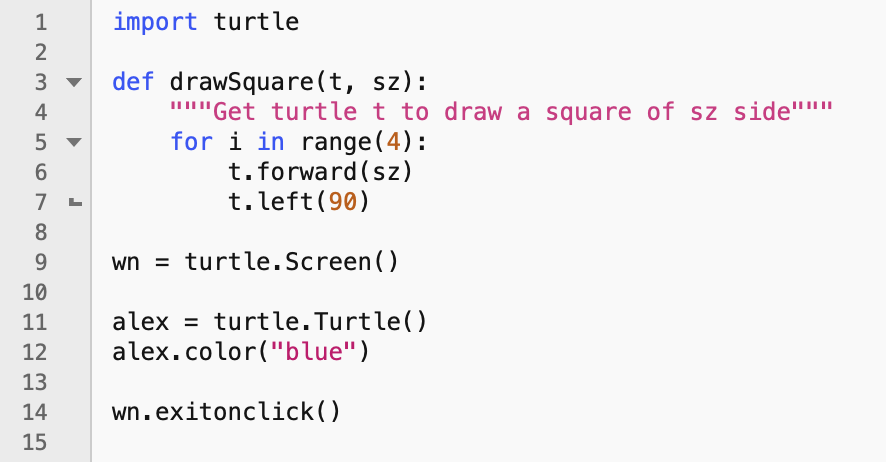 1 import turtle
2
3 def drawSquare(t, sz):
4     """Get turtle t to draw a square of sz side"""
5     for i in range(4):
6         t.forward(sz)
7         t.left(90)
8
9 wn = turtle.Screen()
10
11 alex = turtle.Turtle()
12 alex.color("blue")
13
14 wn.exitonclick()
15